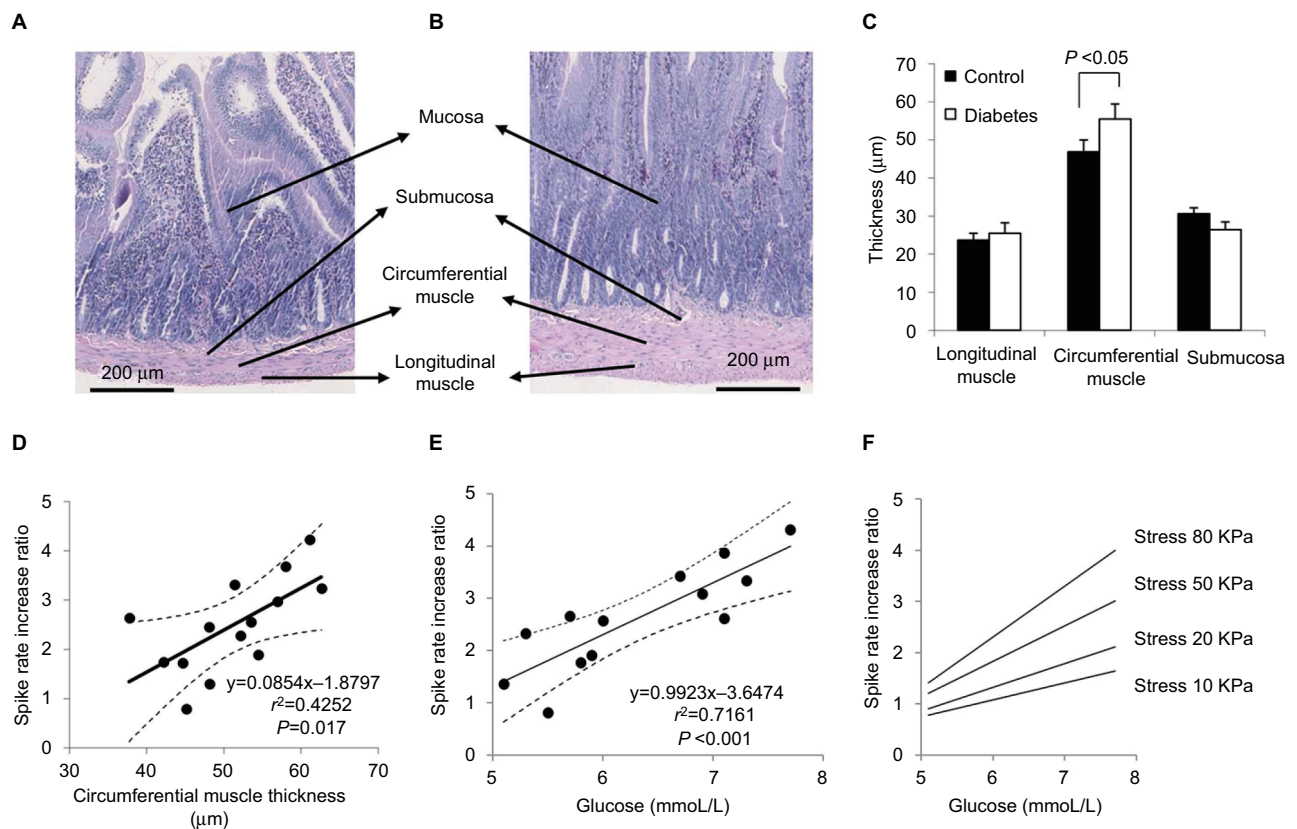 A
B
C
Mucosa
Submucosa
Circumferential
muscle
Longitudinal
muscle
200 μm
200 μm
P <0.05
Control
Diabetes
Thickness (μm)
70
60
50
40
30
20
10
0
Longitudinal
muscle
Circumferential
muscle
Submucosa
D
E
F
Spike rate increase ratio
5
4
3
2
1
0
y=0.0854x–1.8797
r²=0.4252
P=0.017
30 40 50 60 70
Circumferential muscle thickness
(μm)
Spike rate increase ratio
5
4
3
2
1
0
y=0.9923x–3.6474
r²=0.7161
P <0.001
5 6 7 8
Glucose (mmoL/L)
Spike rate increase ratio
5
4
3
2
1
0
Stress 80 KPa
Stress 50 KPa
Stress 20 KPa
Stress 10 KPa
5 6 7 8
Glucose (mmoL/L)